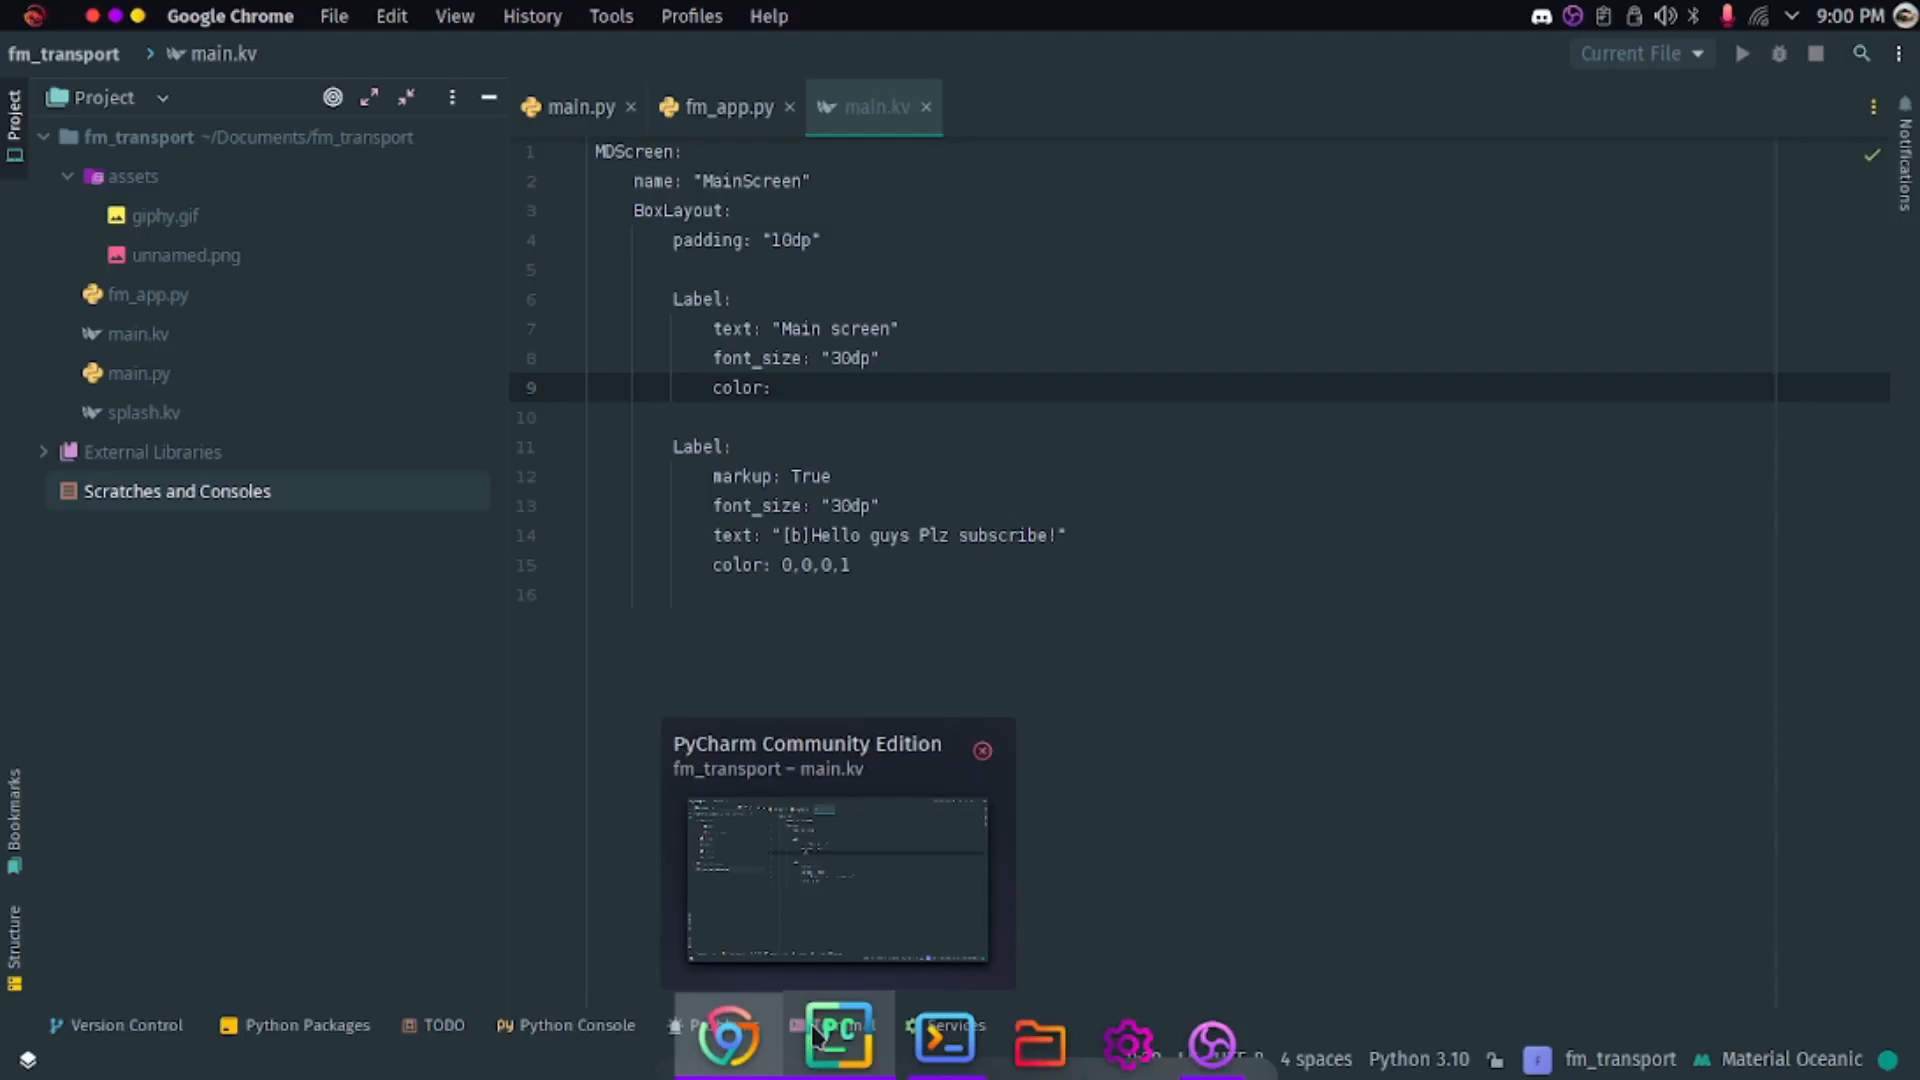 Google Chrome File Edit View History Tools Profiles Help 9:00 PM
fm_transport main.kv Current File
Project
Project
main.py fm_app.py main.kv
Notifications
fm_transport ~/Documents/fm_transport
assets
giphy.gif
unnamed.png
fm_app.py
main.kv
main.py
splash.kv
External Libraries
Scratches and Consoles
1 MDScreen:
2 name: "MainScreen"
3 BoxLayout:
4 padding: "10dp"
5
6 Label:
7 text: "Main screen"
8 font_size: "30dp"
9 color:
10
11 Label:
12 markup: True
13 font_size: "30dp"
14 text: "[b]Hello guys Plz subscribe!"
15 color: 0,0,0,1
16
PyCharm Community Edition
fm_transport – main.kv
Bookmarks
Structure
Version Control Python Packages TODO Python Console Services
PC
4 spaces Python 3.10 fm_transport Material Oceanic